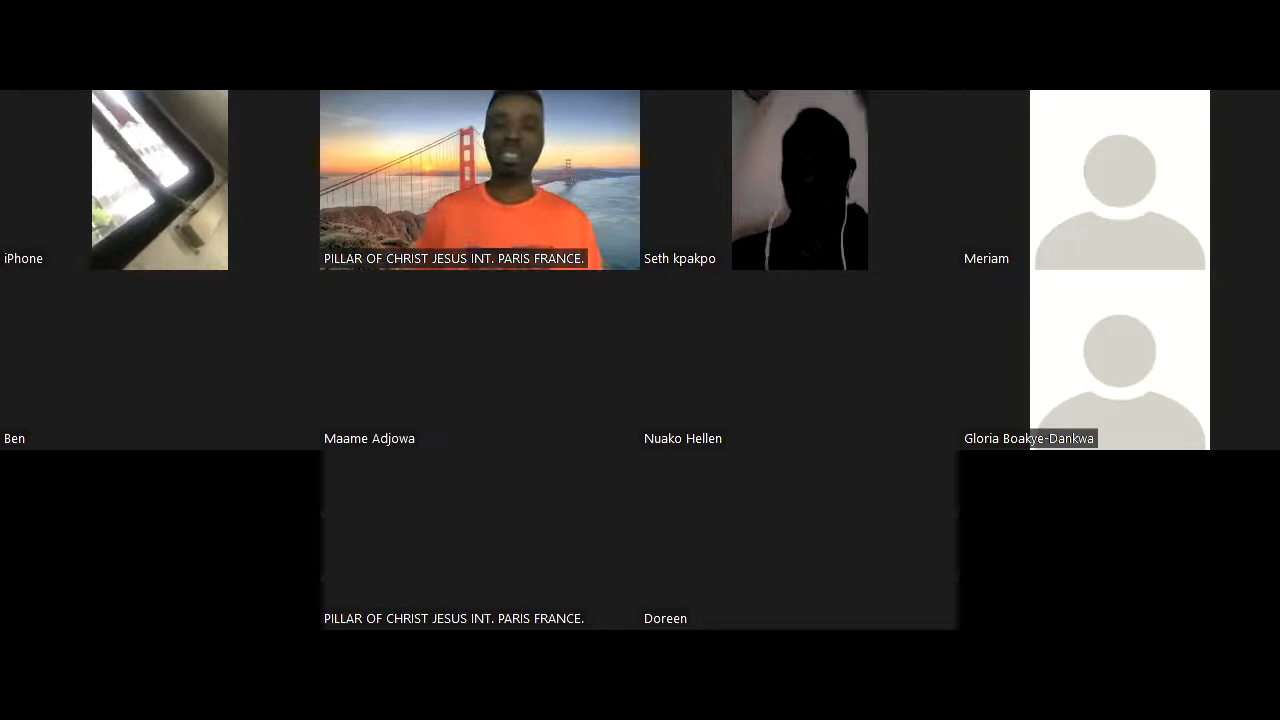 iPhone
PILLAR OF CHRIST JESUS INT. PARIS FRANCE.
Seth kpakpo
Meriam
Ben
Maame Adjowa
Nuako Hellen
Gloria Boakye-Dankwa
PILLAR OF CHRIST JESUS INT. PARIS FRANCE.
Doreen